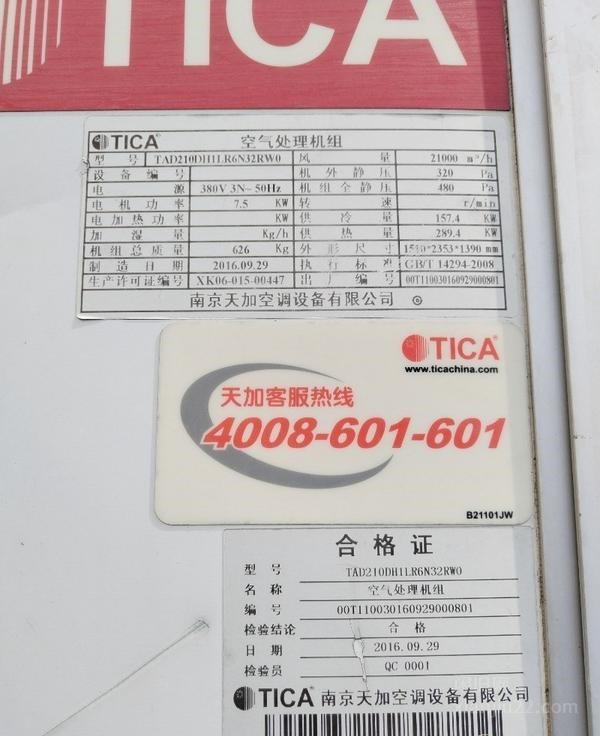 TICA
TICA 空气处理机组
型号 TAD210DH1LR6N32RW0 风量 21000 m³/h
设备编号 机外静压 320 Pa
电源 380V 3N~50Hz 机组全静压 480 Pa
电机功率 7.5 KW 转速 r/min
电加热功率 KW 供冷量 157.4 KW
加湿量 Kg/h 供热量 289.4 KW
机组总质量 626 Kg 外形尺寸 1540*2353*1390 mm
制造日期 2016.09.29 执行标准 GB/T 14294-2008
生产许可证编号 XK06-015-00447 出厂编号 00T110030160929000801
南京天加空调设备有限公司
TICA
www.ticachina.com
天加客服热线
4008-601-601
B21101JW
合格证
型号 TAD210DH1LR6N32RW0
名称 空气处理机组
编号 00T110030160929000801
检验结论 合格
日期 2016.09.29
检验员 QC 0001
TICA 南京天加空调设备有限公司